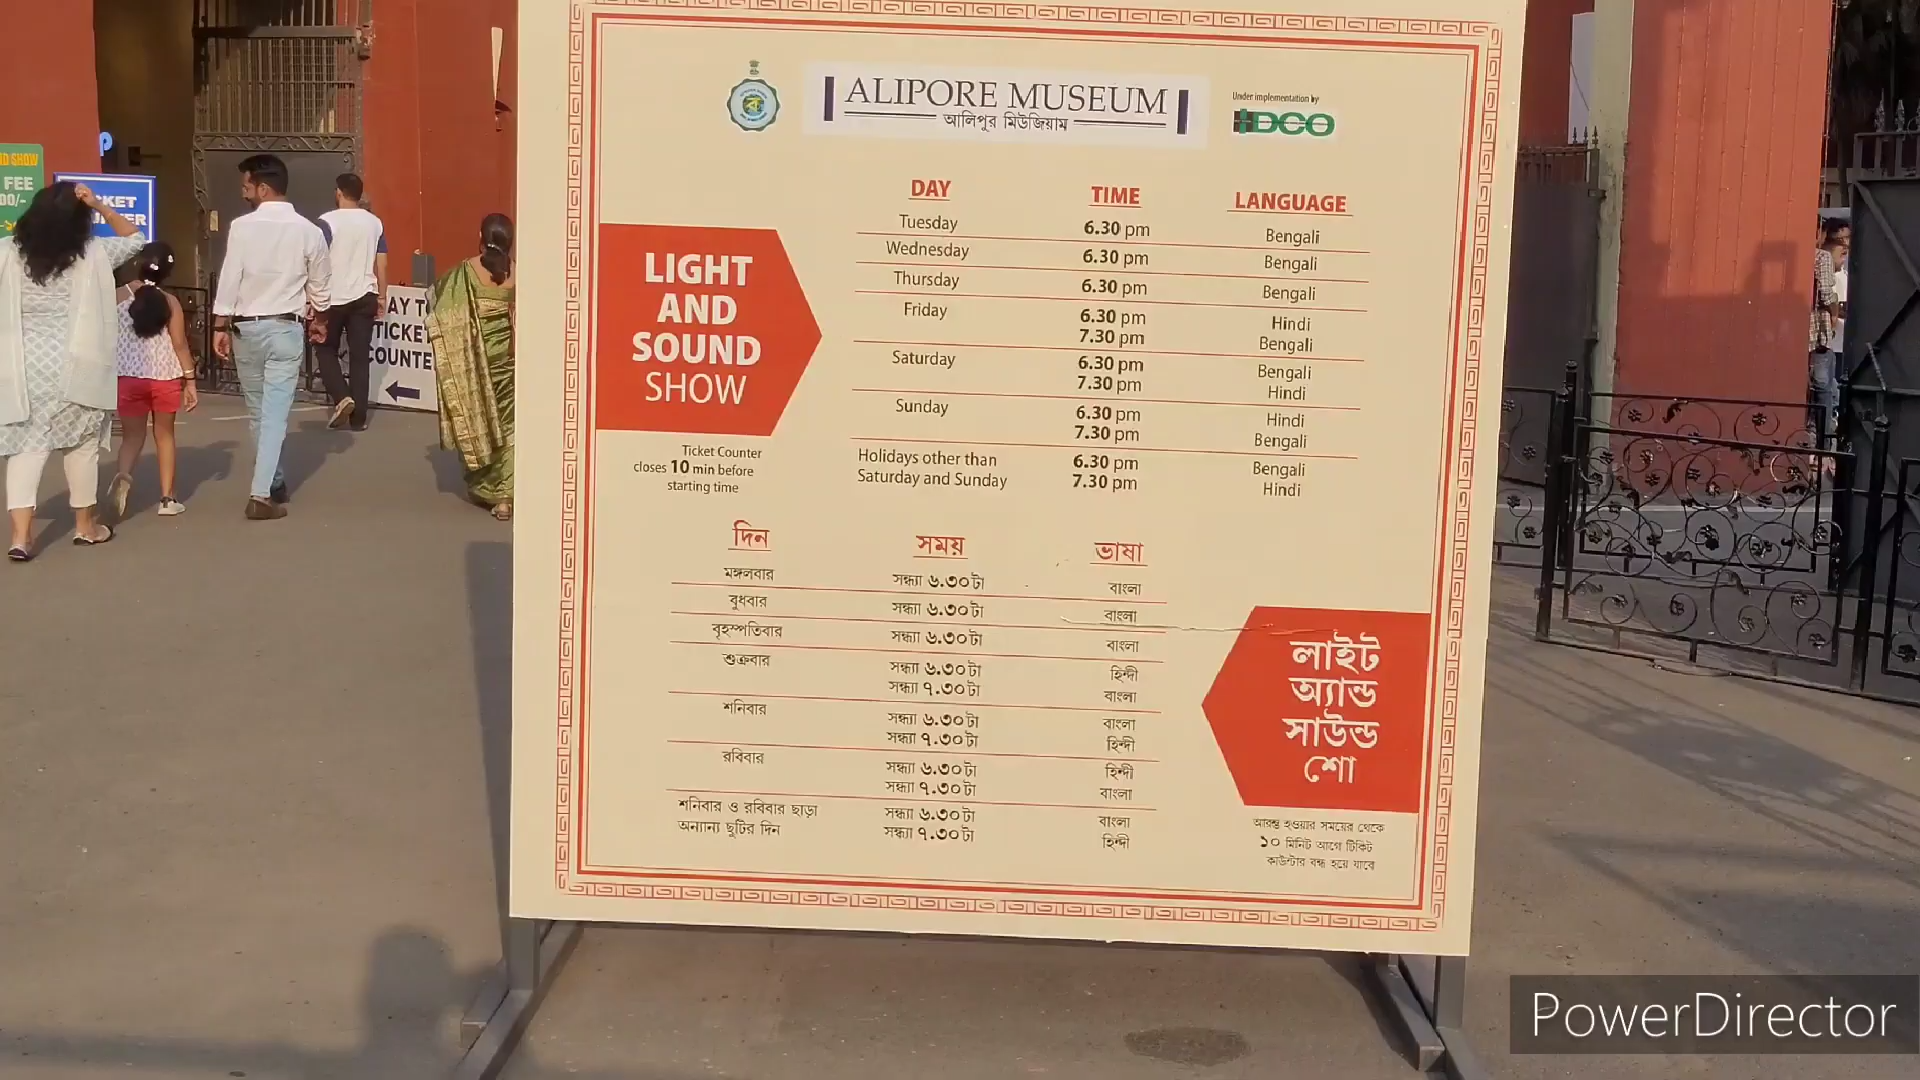 ALIPORE MUSEUM
আলিপুর মিউজিয়াম
Under implementation by
HIDCO
LIGHT
AND
SOUND
SHOW
Ticket Counter
closes 10 min before
starting time
DAY TIME LANGUAGE
Tuesday 6.30 pm Bengali
Wednesday 6.30 pm Bengali
Thursday 6.30 pm Bengali
Friday 6.30 pm Hindi
7.30 pm Bengali
Saturday 6.30 pm Bengali
7.30 pm Hindi
Sunday 6.30 pm Hindi
7.30 pm Bengali
Holidays other than 6.30 pm Bengali
Saturday and Sunday 7.30 pm Hindi
দিন সময় ভাষা
মঙ্গলবার সন্ধ্যা ৬.৩০টা বাংলা
বুধবার সন্ধ্যা ৬.৩০টা বাংলা
বৃহস্পতিবার সন্ধ্যা ৬.৩০টা বাংলা
শুক্রবার সন্ধ্যা ৬.৩০টা হিন্দী
সন্ধ্যা ৭.৩০টা বাংলা
শনিবার সন্ধ্যা ৬.৩০টা বাংলা
সন্ধ্যা ৭.৩০টা হিন্দী
রবিবার সন্ধ্যা ৬.৩০টা হিন্দী
সন্ধ্যা ৭.৩০টা বাংলা
শনিবার ও রবিবার ছাড়া সন্ধ্যা ৬.৩০টা বাংলা
অন্যান্য ছুটির দিন সন্ধ্যা ৭.৩০টা হিন্দী
লাইট
অ্যান্ড
সাউন্ড
শো
আরম্ভ হওয়ার সময়ের থেকে
১০ মিনিট আগে টিকিট
কাউন্টার বন্ধ হয়ে যাবে
SHOW
FEE
TICKET
PowerDirector